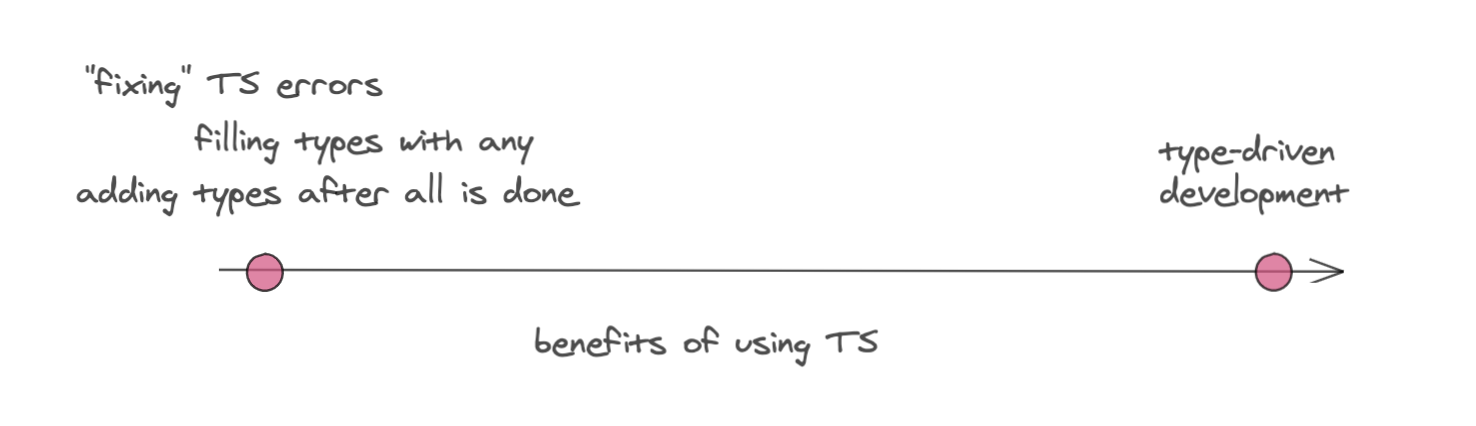 "fixing" TS errors
filling types with any
adding types after all is done
type-driven
development
benefits of using TS